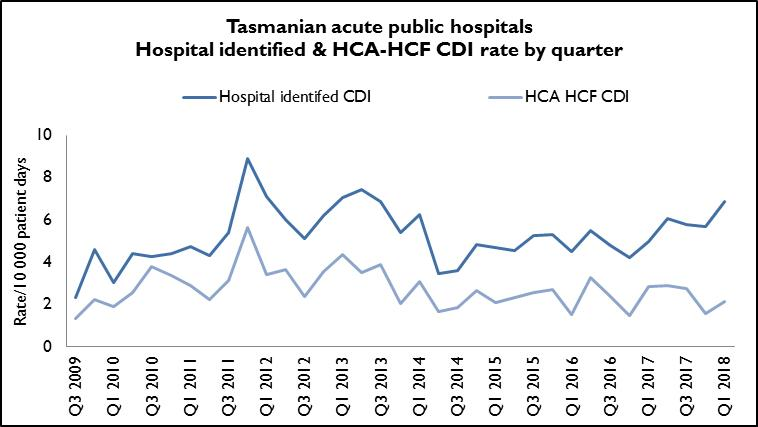 Tasmanian acute public hospitals
Hospital identified & HCA-HCF CDI rate by quarter
Hospital identifed CDI
HCA HCF CDI
Rate/10 000 patient days
10
8
6
4
2
0
Q3 2009
Q1 2010
Q3 2010
Q1 2011
Q3 2011
Q1 2012
Q3 2012
Q1 2013
Q3 2013
Q1 2014
Q3 2014
Q1 2015
Q3 2015
Q1 2016
Q3 2016
Q1 2017
Q3 2017
Q1 2018